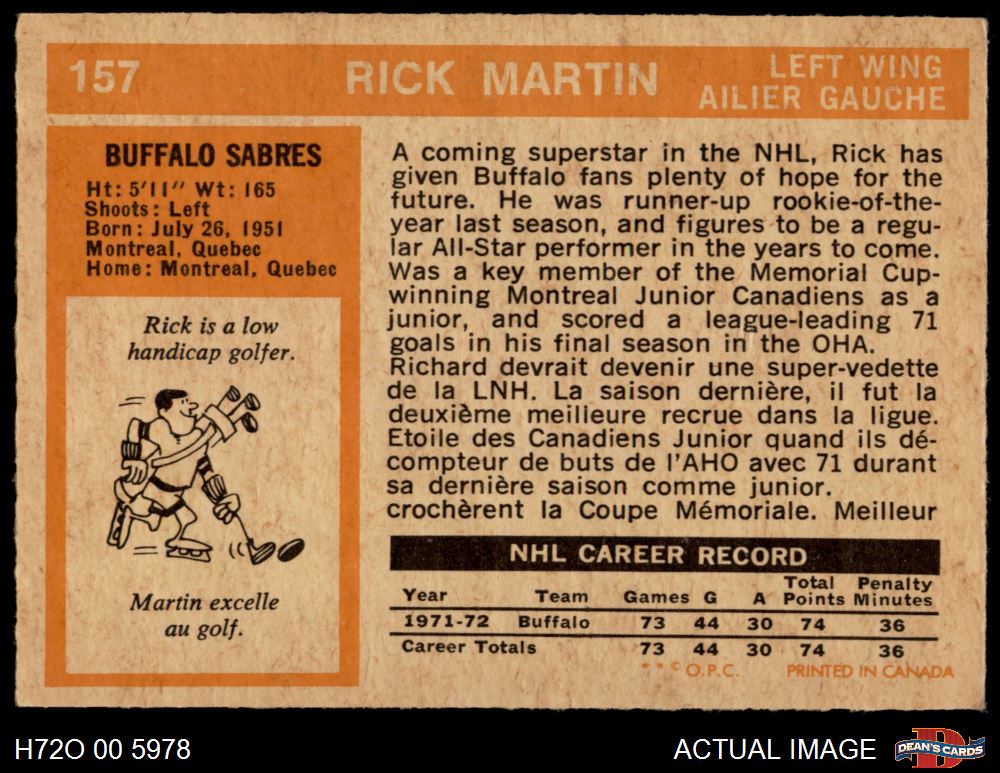 157 RICK MARTIN LEFT WING
AILIER GAUCHE
BUFFALO SABRES
Ht: 5'11" Wt: 165
Shoots: Left
Born: July 26, 1951
Montreal, Quebec
Home: Montreal, Quebec
Rick is a low
handicap golfer.
Martin excelle
au golf.
A coming superstar in the NHL, Rick has
given Buffalo fans plenty of hope for the
future. He was runner-up rookie-of-the-
year last season, and figures to be a regu-
lar All-Star performer in the years to come.
Was a key member of the Memorial Cup-
winning Montreal Junior Canadiens as a
junior, and scored a league-leading 71
goals in his final season in the OHA.
Richard devrait devenir une super-vedette
de la LNH. La saison dernière, il fut la
deuxième meilleure recrue dans la ligue.
Etoile des Canadiens Junior quand ils dé-
compteur de buts de l'AHO avec 71 durant
sa dernière saison comme junior.
crochèrent la Coupe Mémoriale. Meilleur
NHL CAREER RECORD
Year Team Games G A Total Points Penalty Minutes
1971-72 Buffalo 73 44 30 74 36
Career Totals 73 44 30 74 36
* * © O.P.C. PRINTED IN CANADA
H72O 00 5978 ACTUAL IMAGE DEAN'S CARDS